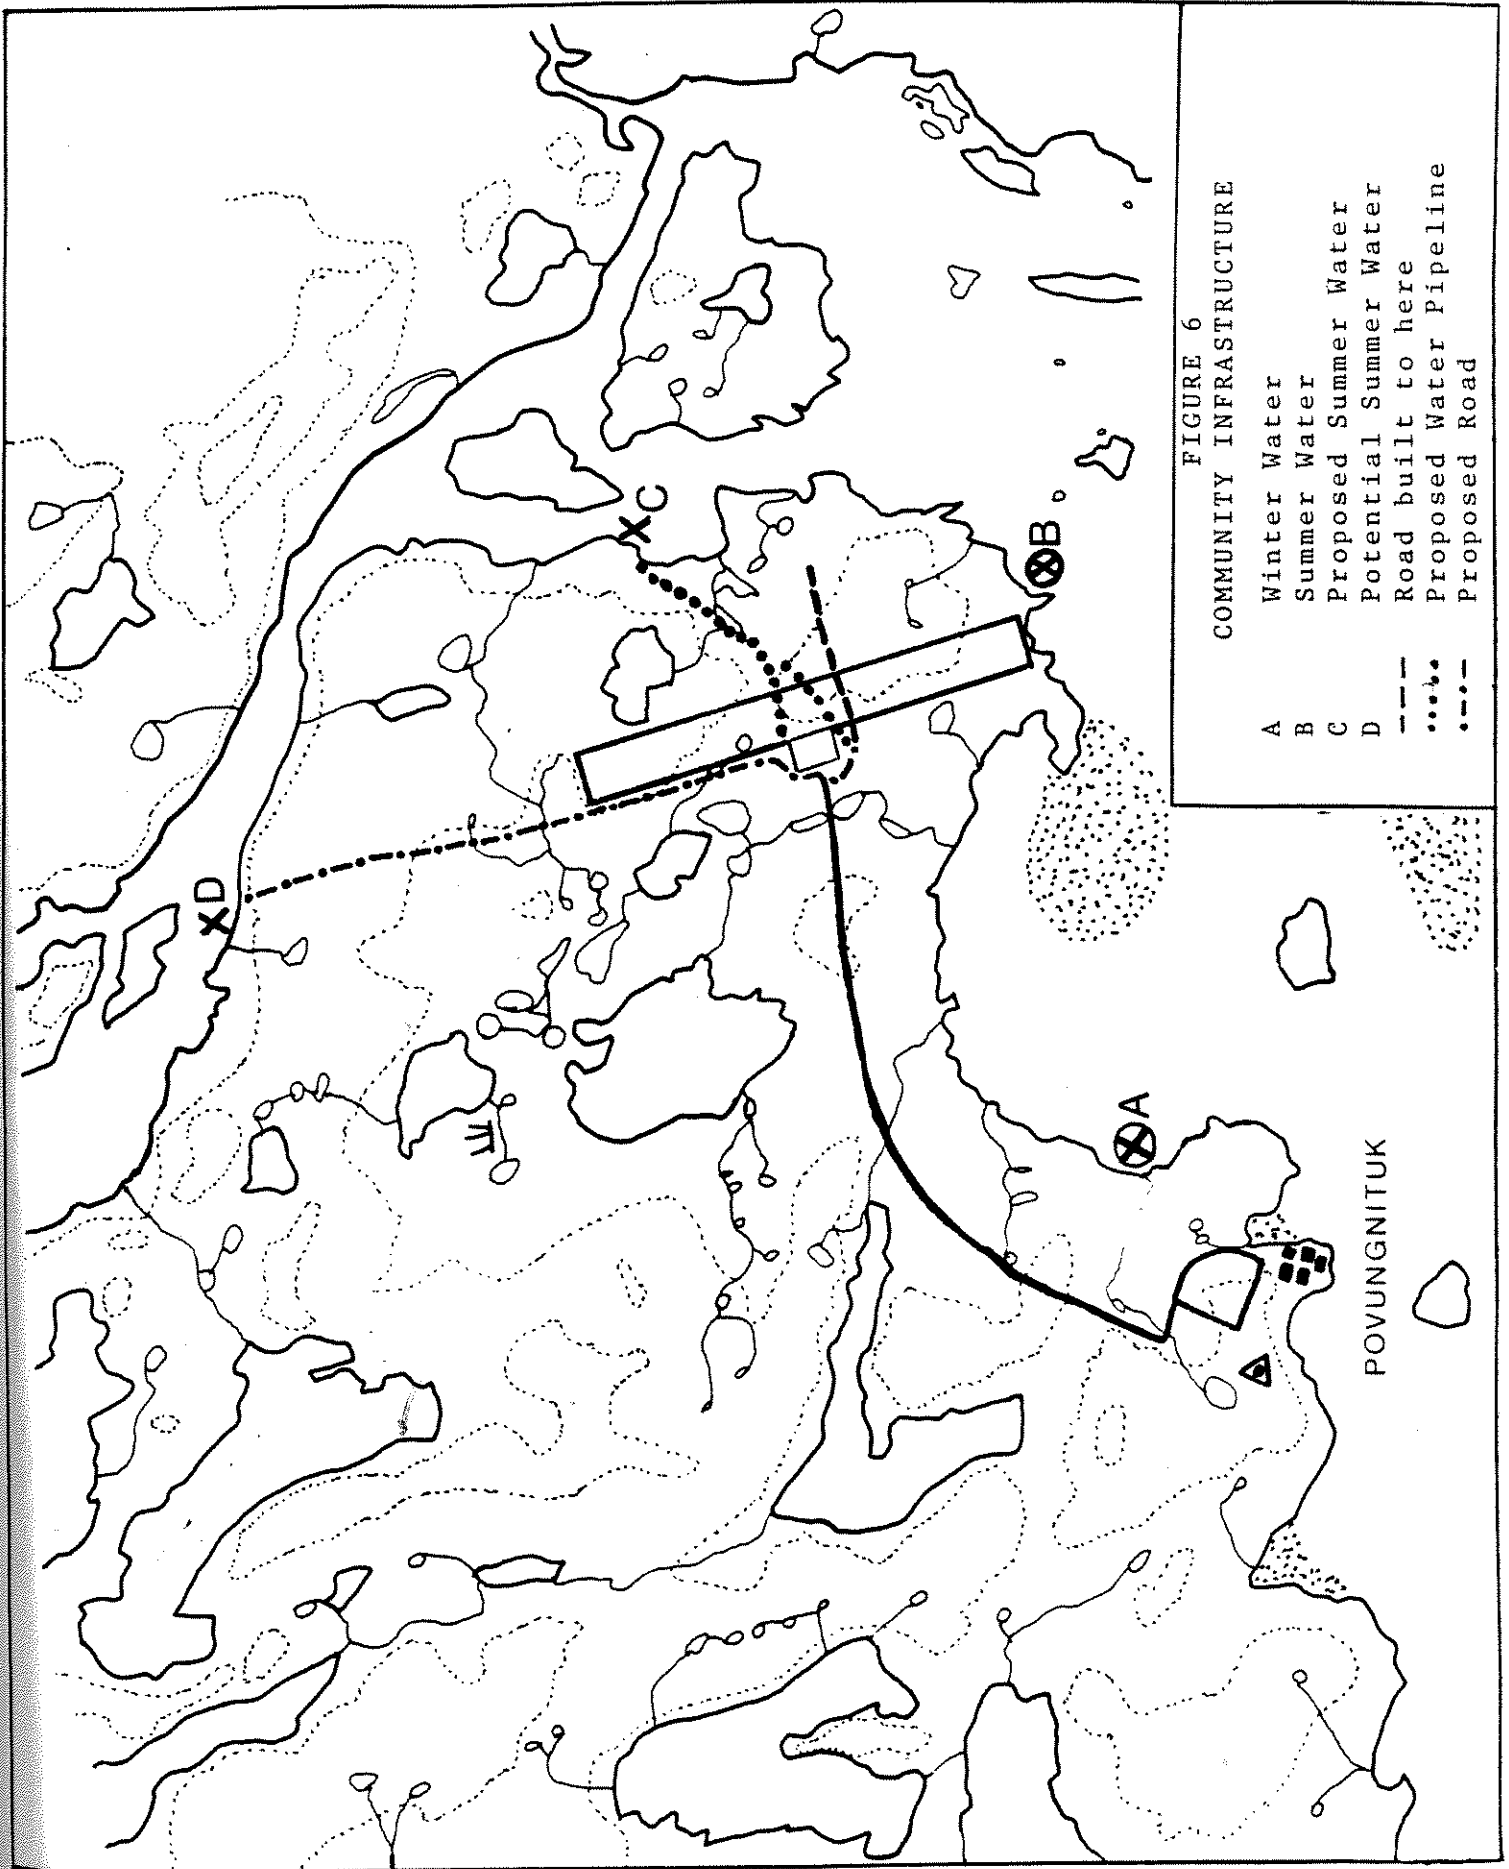 FIGURE 6
COMMUNITY INFRASTRUCTURE
A Winter Water
B Summer Water
C Proposed Summer Water
D Potential Summer Water
Road built to here
Proposed Water Pipeline
Proposed Road
D
C
B
A
POVUNGNITUK